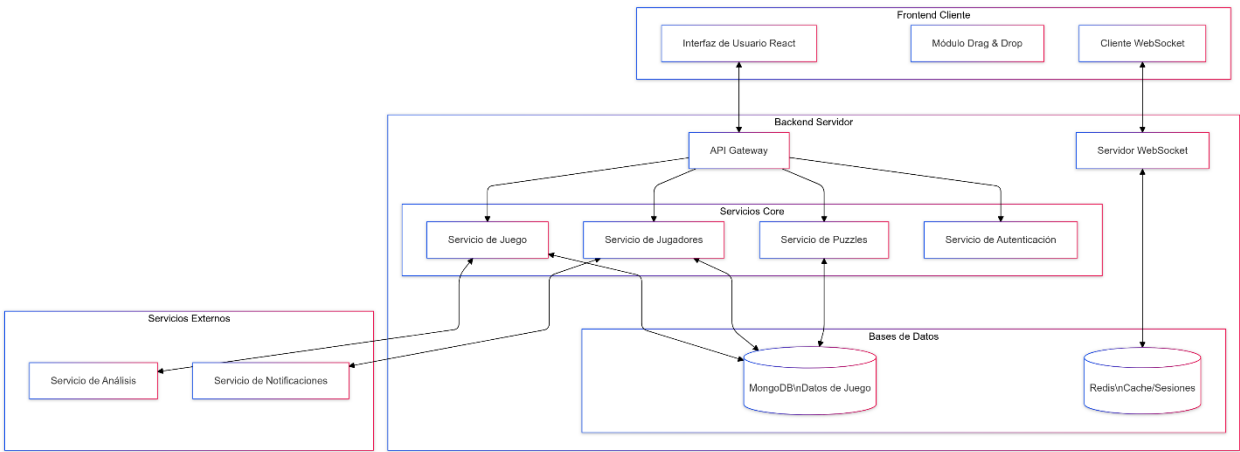 Frontend Cliente
Interfaz de Usuario React
Módulo Drag & Drop
Cliente WebSocket
Backend Servidor
API Gateway
Servidor WebSocket
Servicios Core
Servicio de Juego
Servicio de Jugadores
Servicio de Puzzles
Servicio de Autenticación
Servicios Externos
Servicio de Análisis
Servicio de Notificaciones
Bases de Datos
MongoDB\nDatos de Juego
Redis\nCache/Sesiones